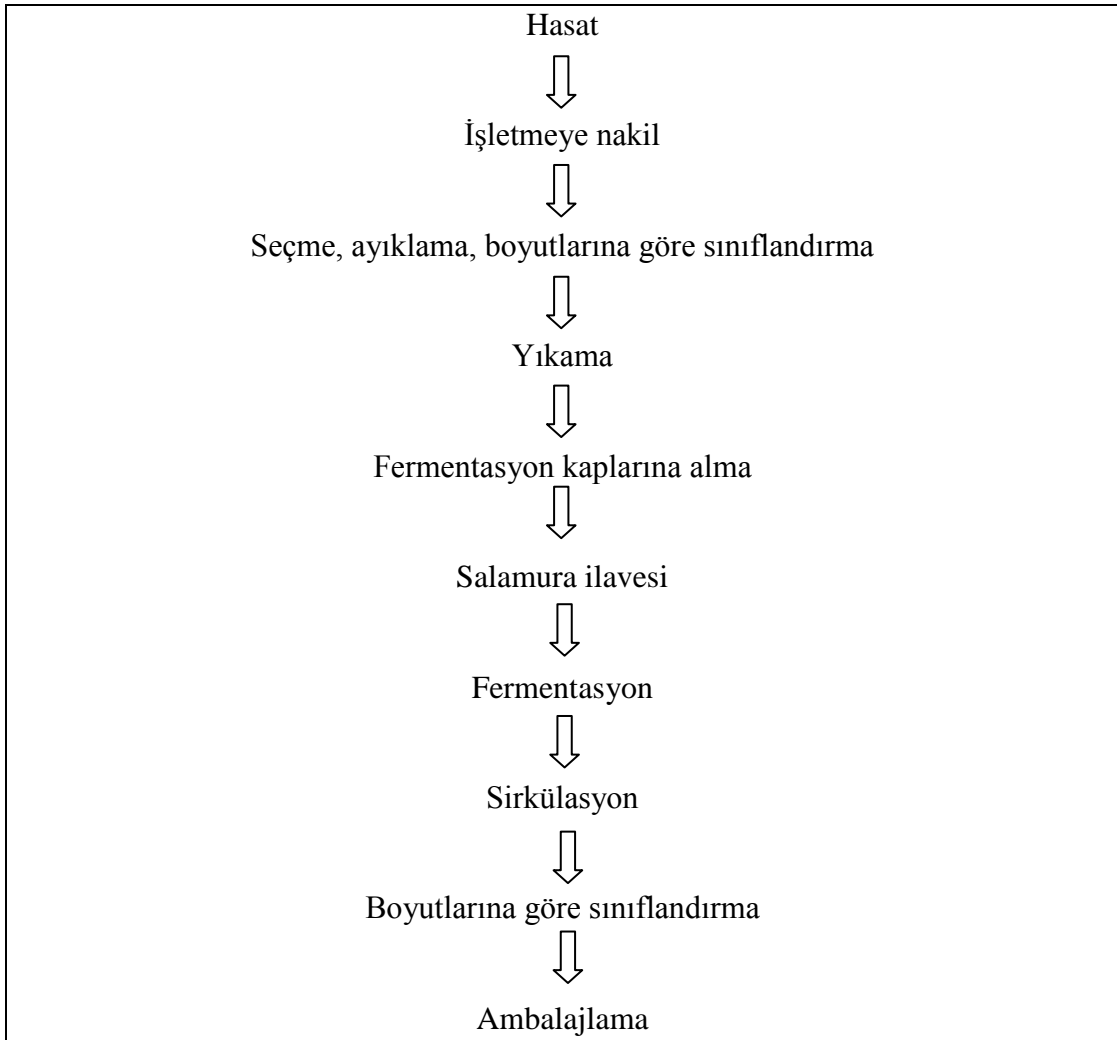 Hasat
İşletmeye nakil
Seçme, ayıklama, boyutlarına göre sınıflandırma
Yıkama
Fermentasyon kaplarına alma
Salamura ilavesi
Fermentasyon
Sirkülasyon
Boyutlarına göre sınıflandırma
Ambalajlama